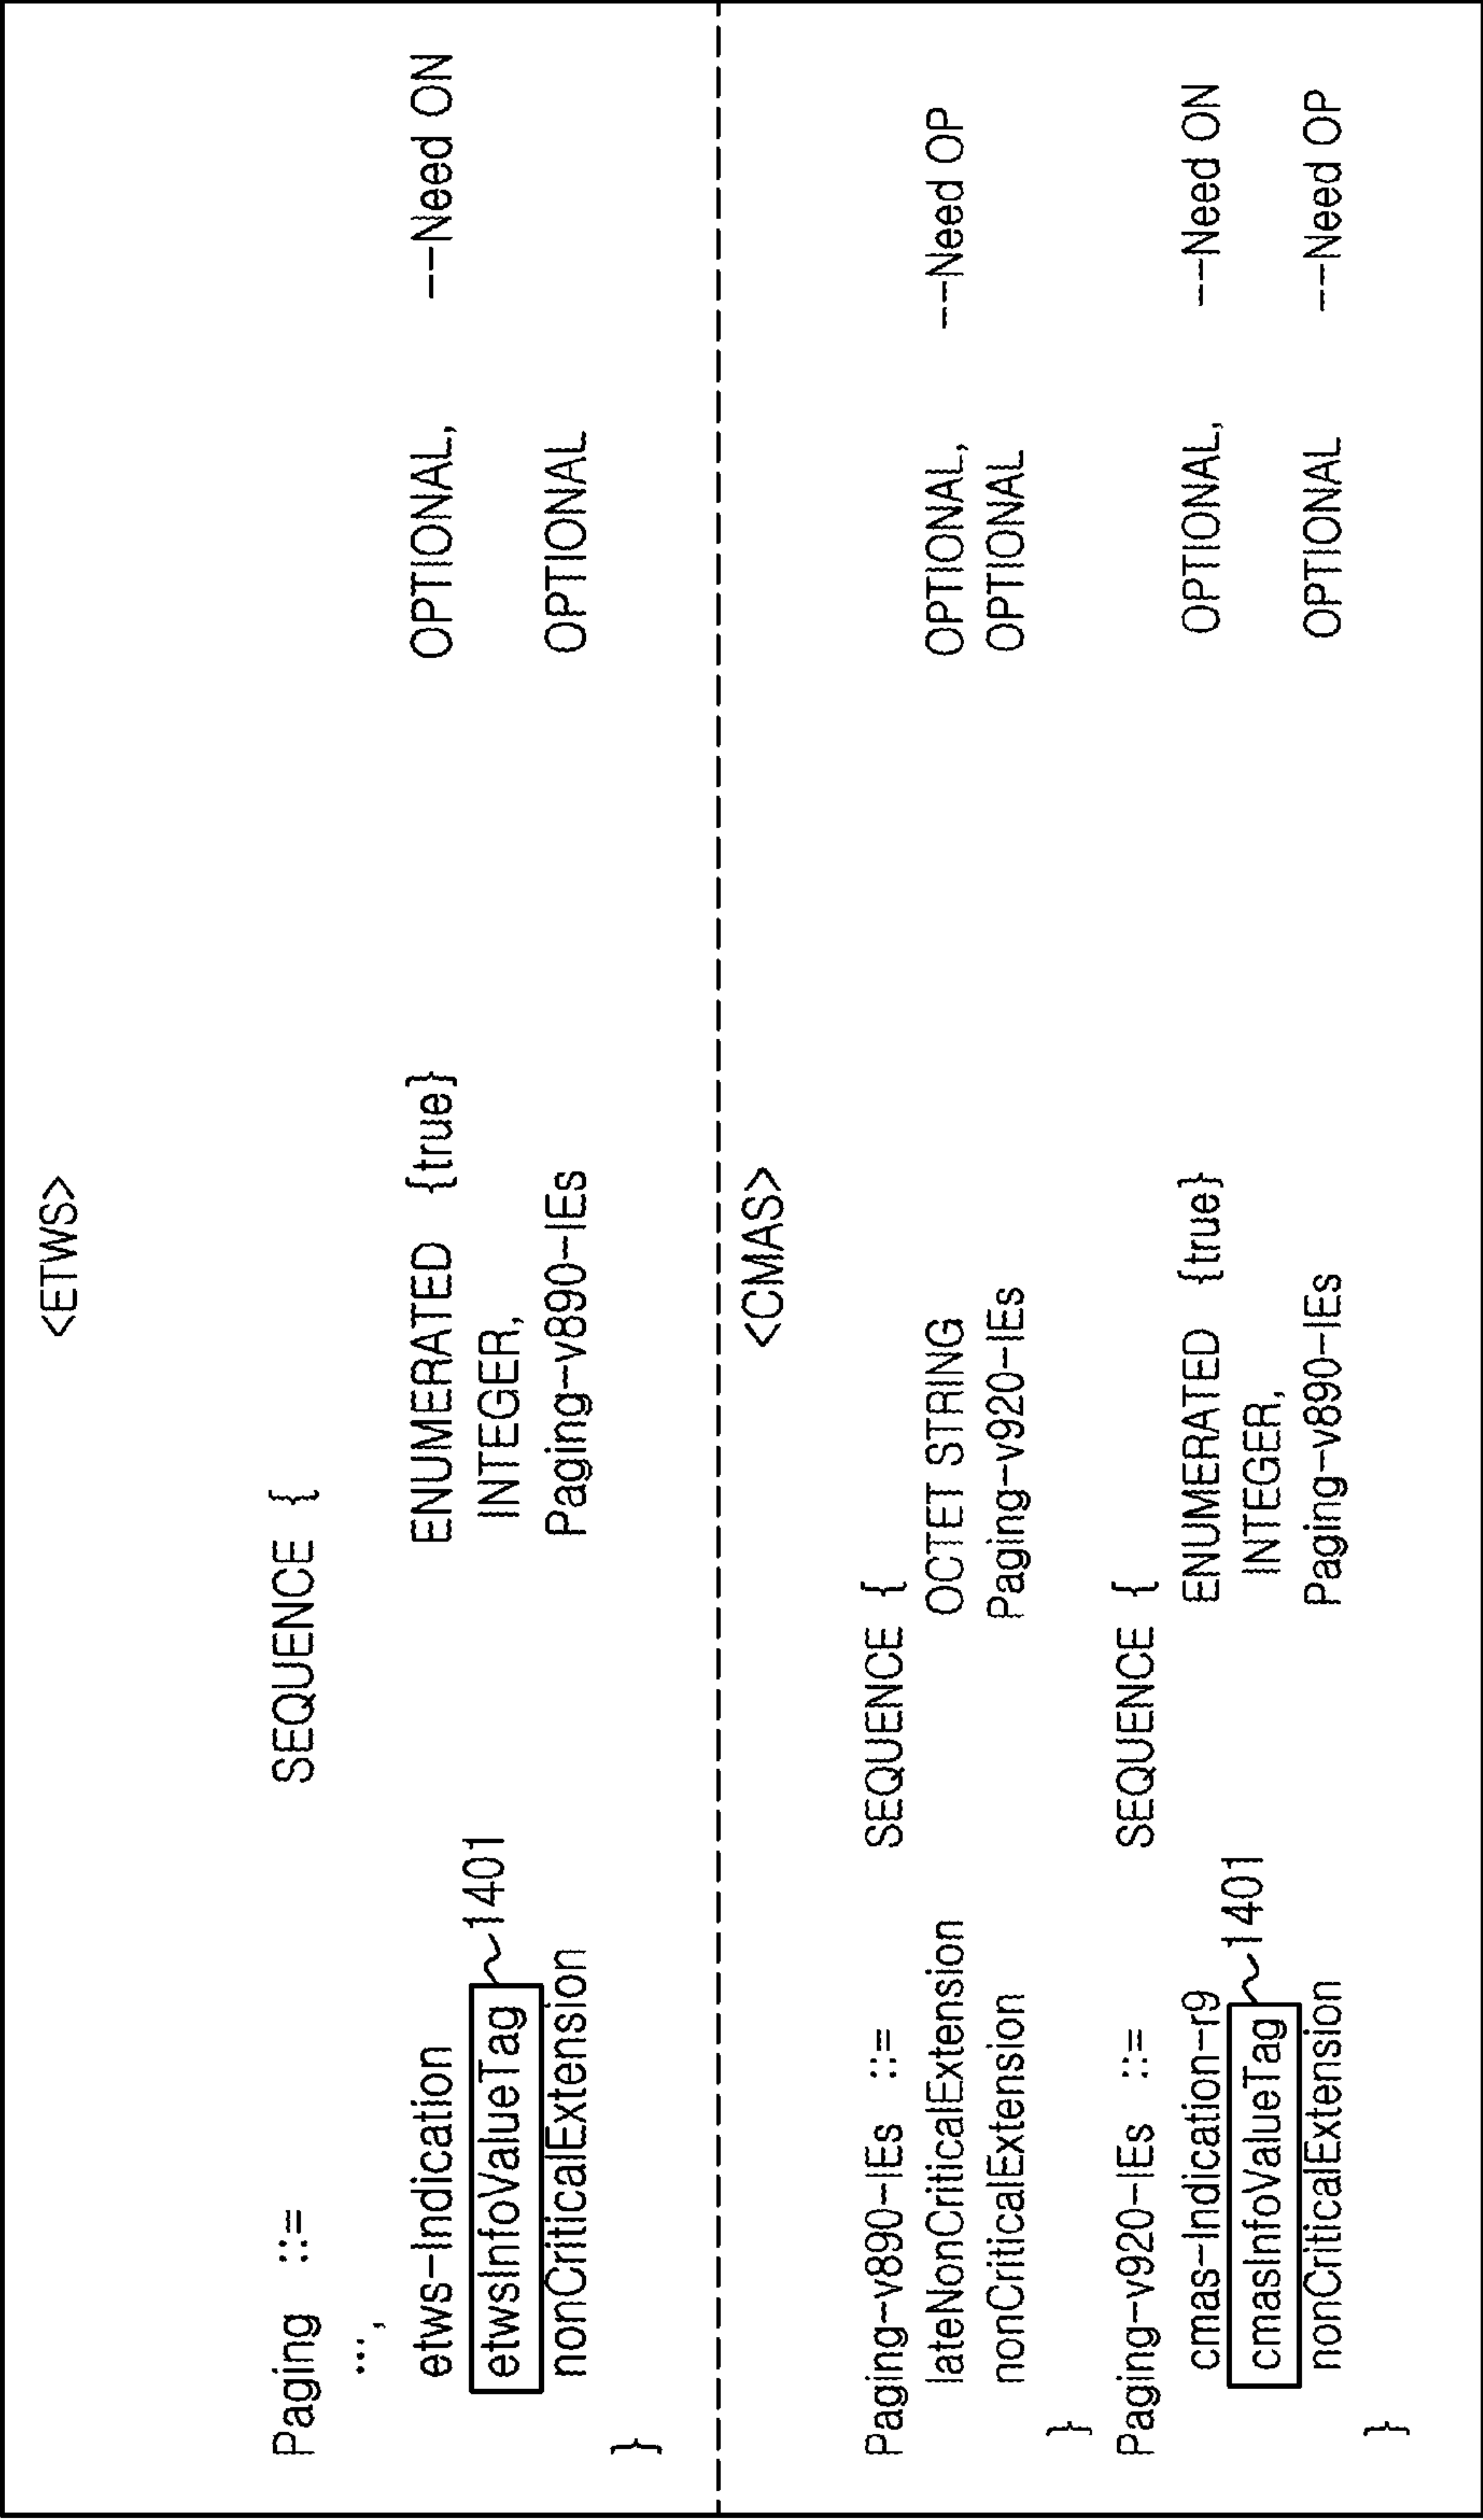 <ETWS>
Paging ::= SEQUENCE {
...,
etws-Indication ENUMERATED {true} OPTIONAL, --Need ON
etwsInfoValueTag ~1401 INTEGER,
nonCriticalExtension Paging-v890-IEs OPTIONAL
}
<CMAS>
Paging-v890-IEs ::= SEQUENCE {
lateNonCriticalExtension OCTET STRING OPTIONAL, --Need OP
nonCriticalExtension Paging-v920-IEs OPTIONAL
}
Paging-v920-IEs ::= SEQUENCE {
cmas-Indication-r9 ENUMERATED {true} OPTIONAL, --Need ON
cmasInfoValueTag ~1401 INTEGER,
nonCriticalExtension Paging-v890-IEs OPTIONAL --Need OP
}